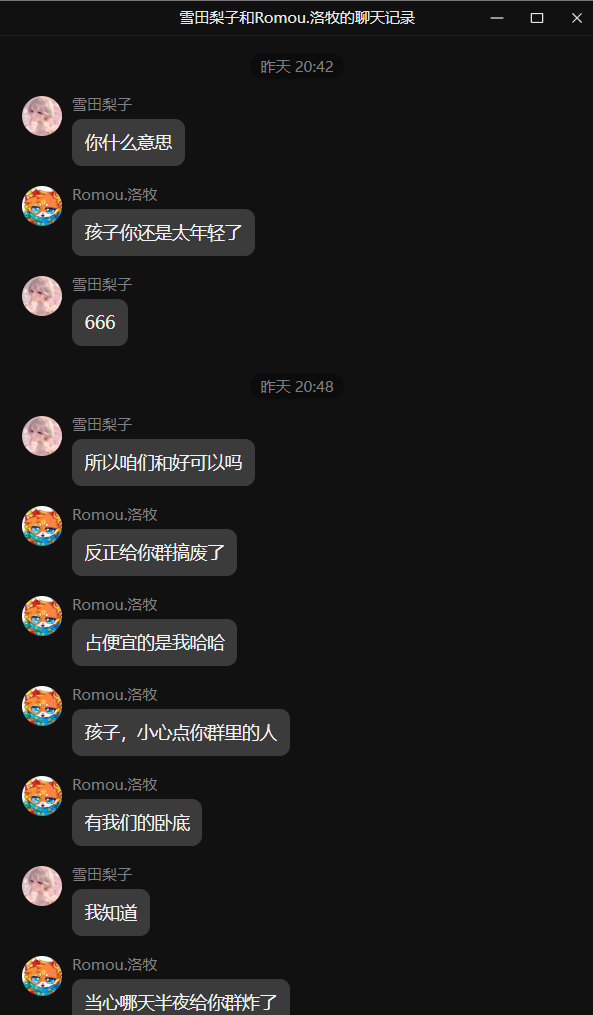 雪田梨子和Romou.洛牧的聊天记录
昨天 20:42
雪田梨子
你什么意思
Romou.洛牧
孩子你还是太年轻了
雪田梨子
666
昨天 20:48
雪田梨子
所以咱们和好可以吗
Romou.洛牧
反正给你群搞废了
Romou.洛牧
占便宜的是我哈哈
Romou.洛牧
孩子，小心点你群里的人
Romou.洛牧
有我们的卧底
雪田梨子
我知道
Romou.洛牧
当心哪天半夜给你群炸了